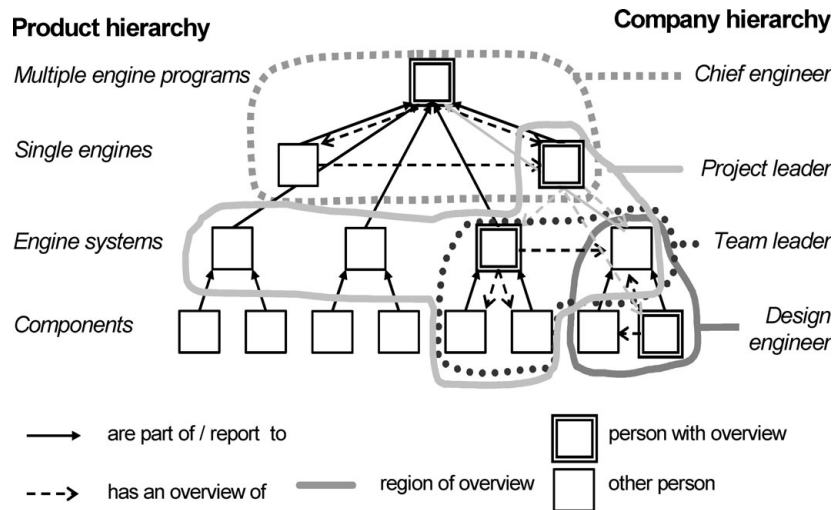 Product hierarchy
Company hierarchy
Multiple engine programs
Chief engineer
Single engines
Project leader
Engine systems
Team leader
Components
Design
engineer
are part of / report to
person with overview
has an overview of
region of overview
other person